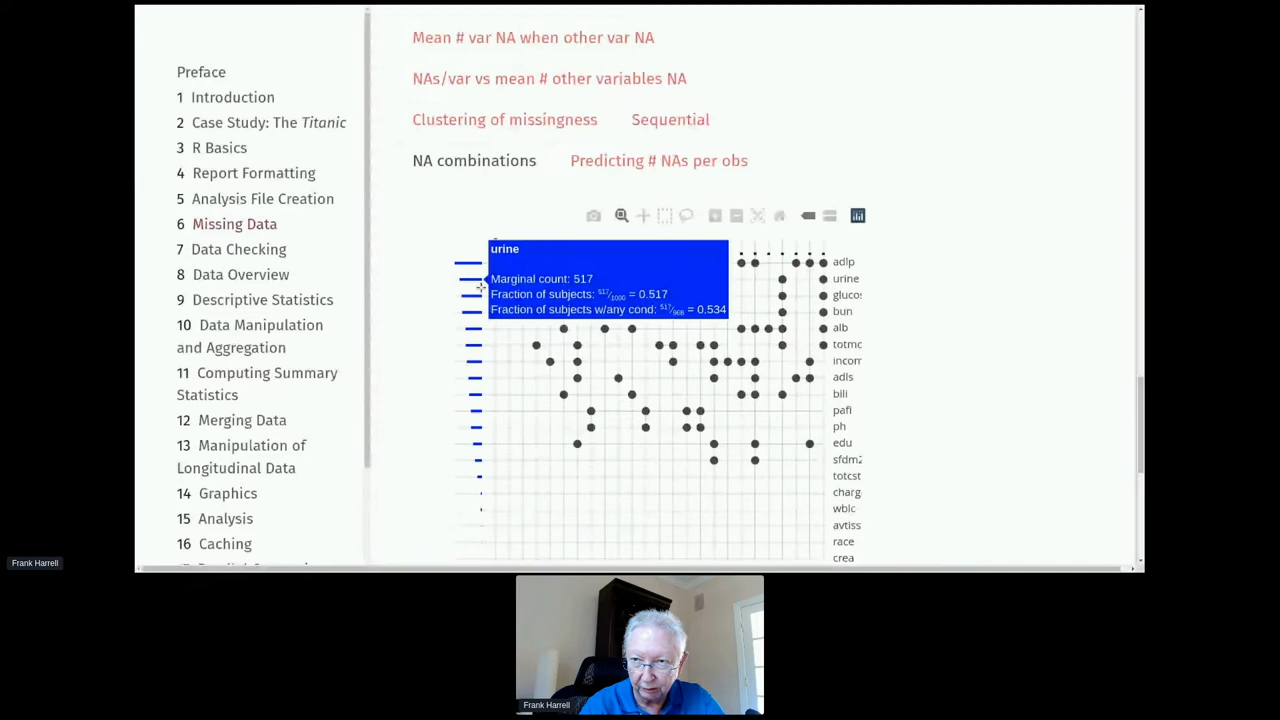 Preface
1 Introduction
2 Case Study: The Titanic
3 R Basics
4 Report Formatting
5 Analysis File Creation
6 Missing Data
7 Data Checking
8 Data Overview
9 Descriptive Statistics
10 Data Manipulation
and Aggregation
11 Computing Summary
Statistics
12 Merging Data
13 Manipulation of
Longitudinal Data
14 Graphics
15 Analysis
16 Caching
Mean # var NA when other var NA
NAs/var vs mean # other variables NA
Clustering of missingness Sequential
NA combinations Predicting # NAs per obs
urine
Marginal count: 517
Fraction of subjects: 517/1000 = 0.517
Fraction of subjects w/any cond: 517/968 = 0.534
adlp
urine
glucos
bun
alb
totmc
incom
adls
bili
pafi
ph
edu
sfdm2
totcst
charg
wblc
avtiss
race
crea
Frank Harrell
Frank Harrell